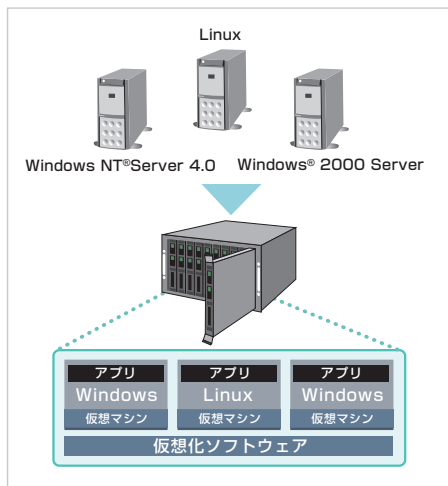 Linux
Windows NT®Server 4.0 Windows® 2000 Server
アプリ アプリ アプリ
Windows Linux Windows
仮想マシン 仮想マシン 仮想マシン
仮想化ソフトウェア